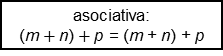 asociativa:
(m + n) + p = (m + n) + p